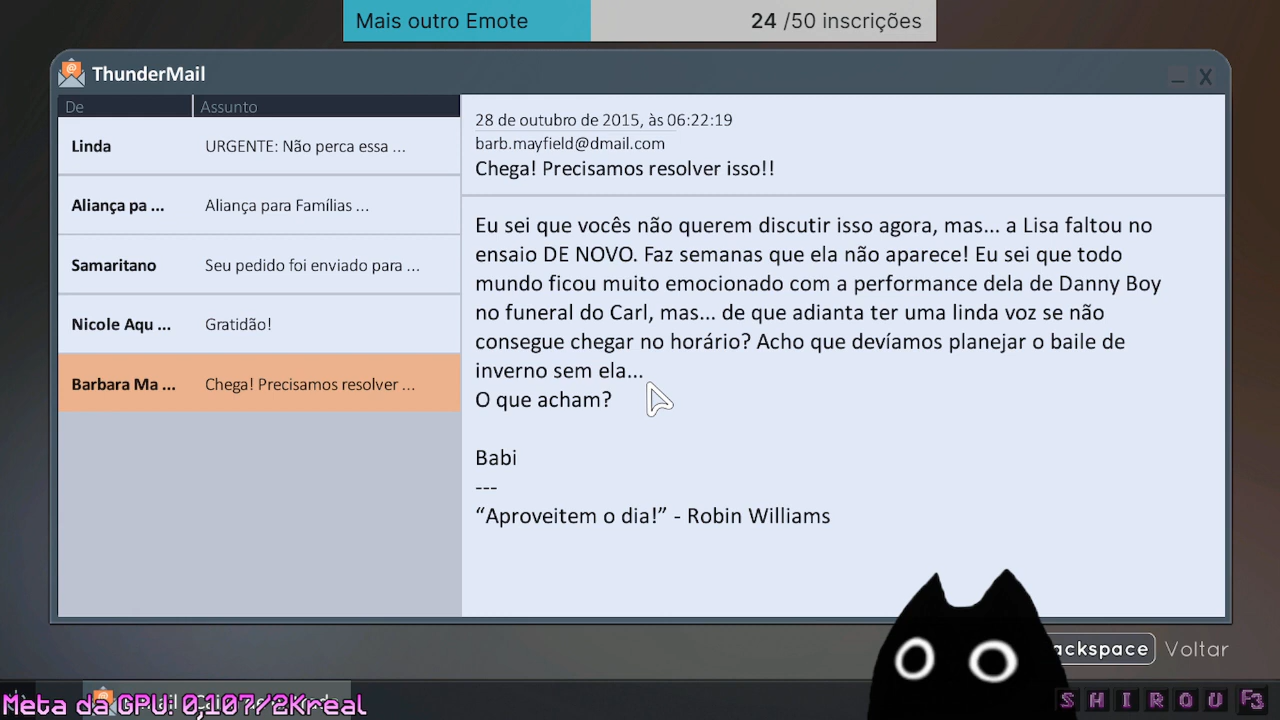 Mais outro Emote
24 /50 inscrições
ThunderMail
De Assunto
Linda URGENTE: Não perca essa ...
Aliança pa ... Aliança para Famílias ...
Samaritano Seu pedido foi enviado para ...
Nicole Aqu ... Gratidão!
Barbara Ma ... Chega! Precisamos resolver ...
28 de outubro de 2015, às 06:22:19
barb.mayfield@dmail.com
Chega! Precisamos resolver isso!!
Eu sei que vocês não querem discutir isso agora, mas... a Lisa faltou no
ensaio DE NOVO. Faz semanas que ela não aparece! Eu sei que todo
mundo ficou muito emocionado com a performance dela de Danny Boy
no funeral do Carl, mas... de que adianta ter uma linda voz se não
consegue chegar no horário? Acho que devíamos planejar o baile de
inverno sem ela...
O que acham?
Babi
---
“Aproveitem o dia!” - Robin Williams
ackspace Voltar
Meta da GPU: 0,107/2Kreal
SHIROU F3